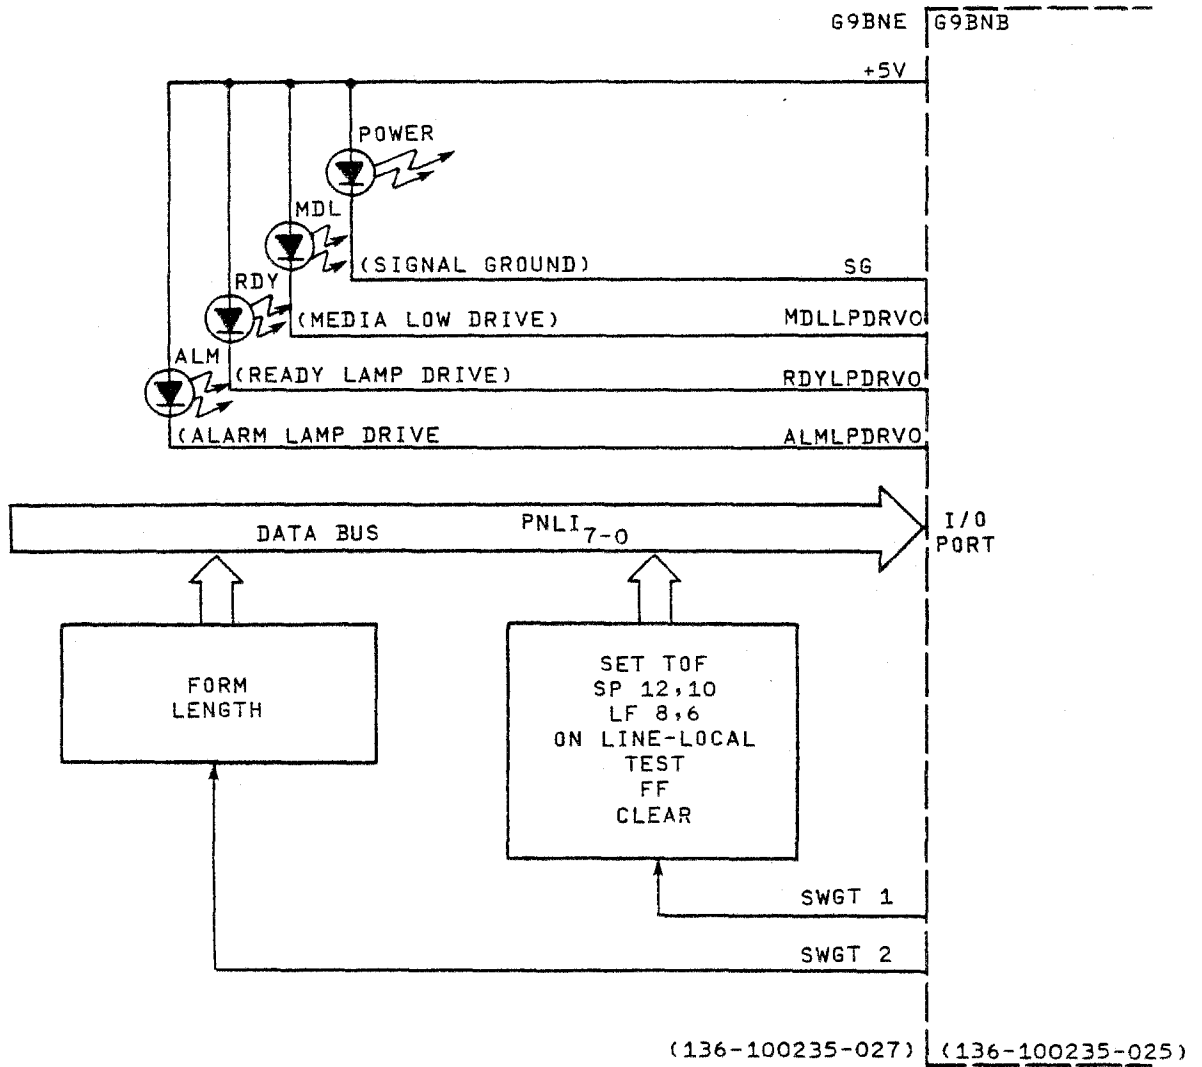 G9BNE G9BNB
+5V
POWER
MDL
(SIGNAL GROUND) SG
RDY
(MEDIA LOW DRIVE) MDLLPDRVO
ALM
(READY LAMP DRIVE) RDYLPDRVO
(ALARM LAMP DRIVE ALMLPDRVO
DATA BUS PNLI7-0
I/O
PORT
FORM
LENGTH
SET TOF
SP 12,10
LF 8,6
ON LINE-LOCAL
TEST
FF
CLEAR
SWGT 1
SWGT 2
(136-100235-027) (136-100235-025)